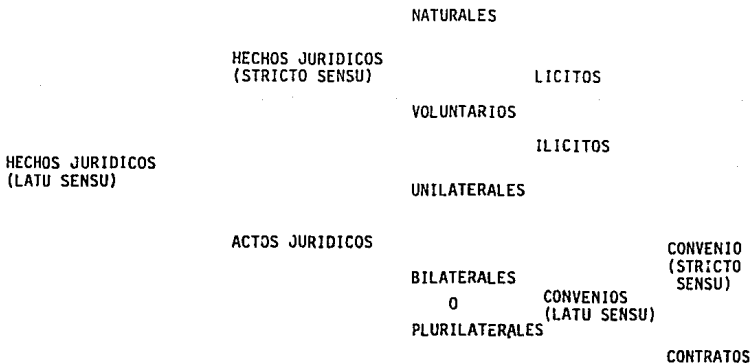 NATURALES
HECHOS JURIDICOS
(STRICTO SENSU)
LICITOS
VOLUNTARIOS
ILICITOS
HECHOS JURIDICOS
(LATU SENSU)
UNILATERALES
ACTOS JURIDICOS
CONVENIO
(STRICTO
SENSU)
BILATERALES
O
PLURILATERALES
CONVENIOS
(LATU SENSU)
CONTRATOS